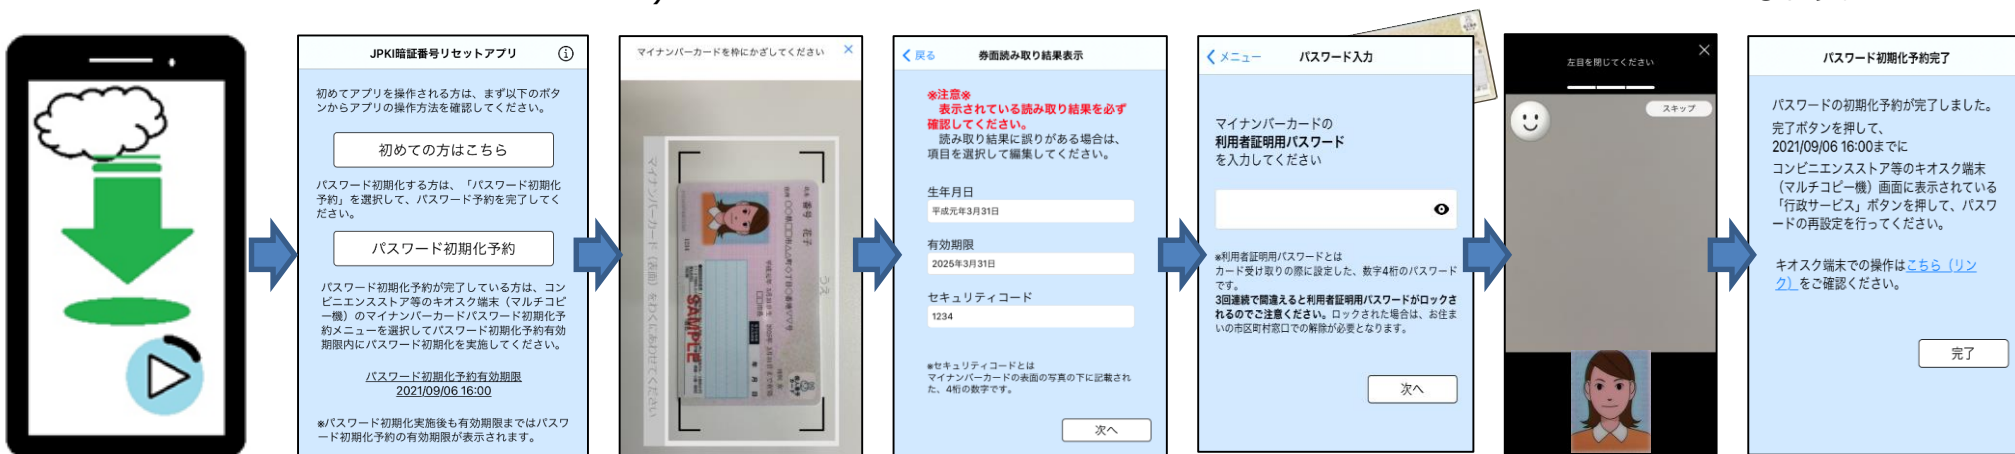 JPKI暗証番号リセットアプリ
初めてアプリを操作される方は、まず以下のボタ
ンからアプリの操作方法を確認してください。
初めての方はこちら
パスワード初期化する方は、「パスワード初期化
予約」を選択して、パスワード予約を完了してく
ださい。
パスワード初期化予約
パスワード初期化予約が完了している方は、コン
ビニエンスストア等のキオスク端末（マルチコピ
ー機）のマイナンバーカードパスワード初期化予
約メニューを選択してパスワード初期化予約有効
期限内にパスワード初期化を実施してください。
パスワード初期化予約有効期限
2021/09/06 16:00
※パスワード初期化実施後も有効期限まではパスワ
ード初期化予約の有効期限が表示されます。
マイナンバーカードを枠にかざしてください
マイナンバーカード（表面）をわくにあわせてください
うえ
氏名 番号 花子
SAMPLE
戻る
券面読み取り結果表示
※注意※
表示されている読み取り結果を必ず
確認してください。
読み取り結果に誤りがある場合は、
項目を選択して編集してください。
生年月日
平成元年3月31日
有効期限
2025年3月31日
セキュリティコード
1234
※セキュリティコードとは
マイナンバーカードの表面の写真の下に記載され
た、4桁の数字です。
次へ
メニュー
パスワード入力
マイナンバーカードの
利用者証明用パスワード
を入力してください
※利用者証明用パスワードとは
カード受け取りの際に設定した、数字4桁のパスワード
です。
3回連続で間違えると利用者証明用パスワードがロックさ
れるのでご注意ください。ロックされた場合は、お住ま
いの市区町村窓口での解除が必要となります。
次へ
左目を閉じてください
スキップ
パスワード初期化予約完了
パスワードの初期化予約が完了しました。
完了ボタンを押して、
2021/09/06 16:00までに
コンビニエンスストア等のキオスク端末
（マルチコピー機）画面に表示されている
「行政サービス」ボタンを押して、パスワ
ードの再設定を行ってください。
キオスク端末での操作はこちら（リン
ク）をご確認ください。
完了